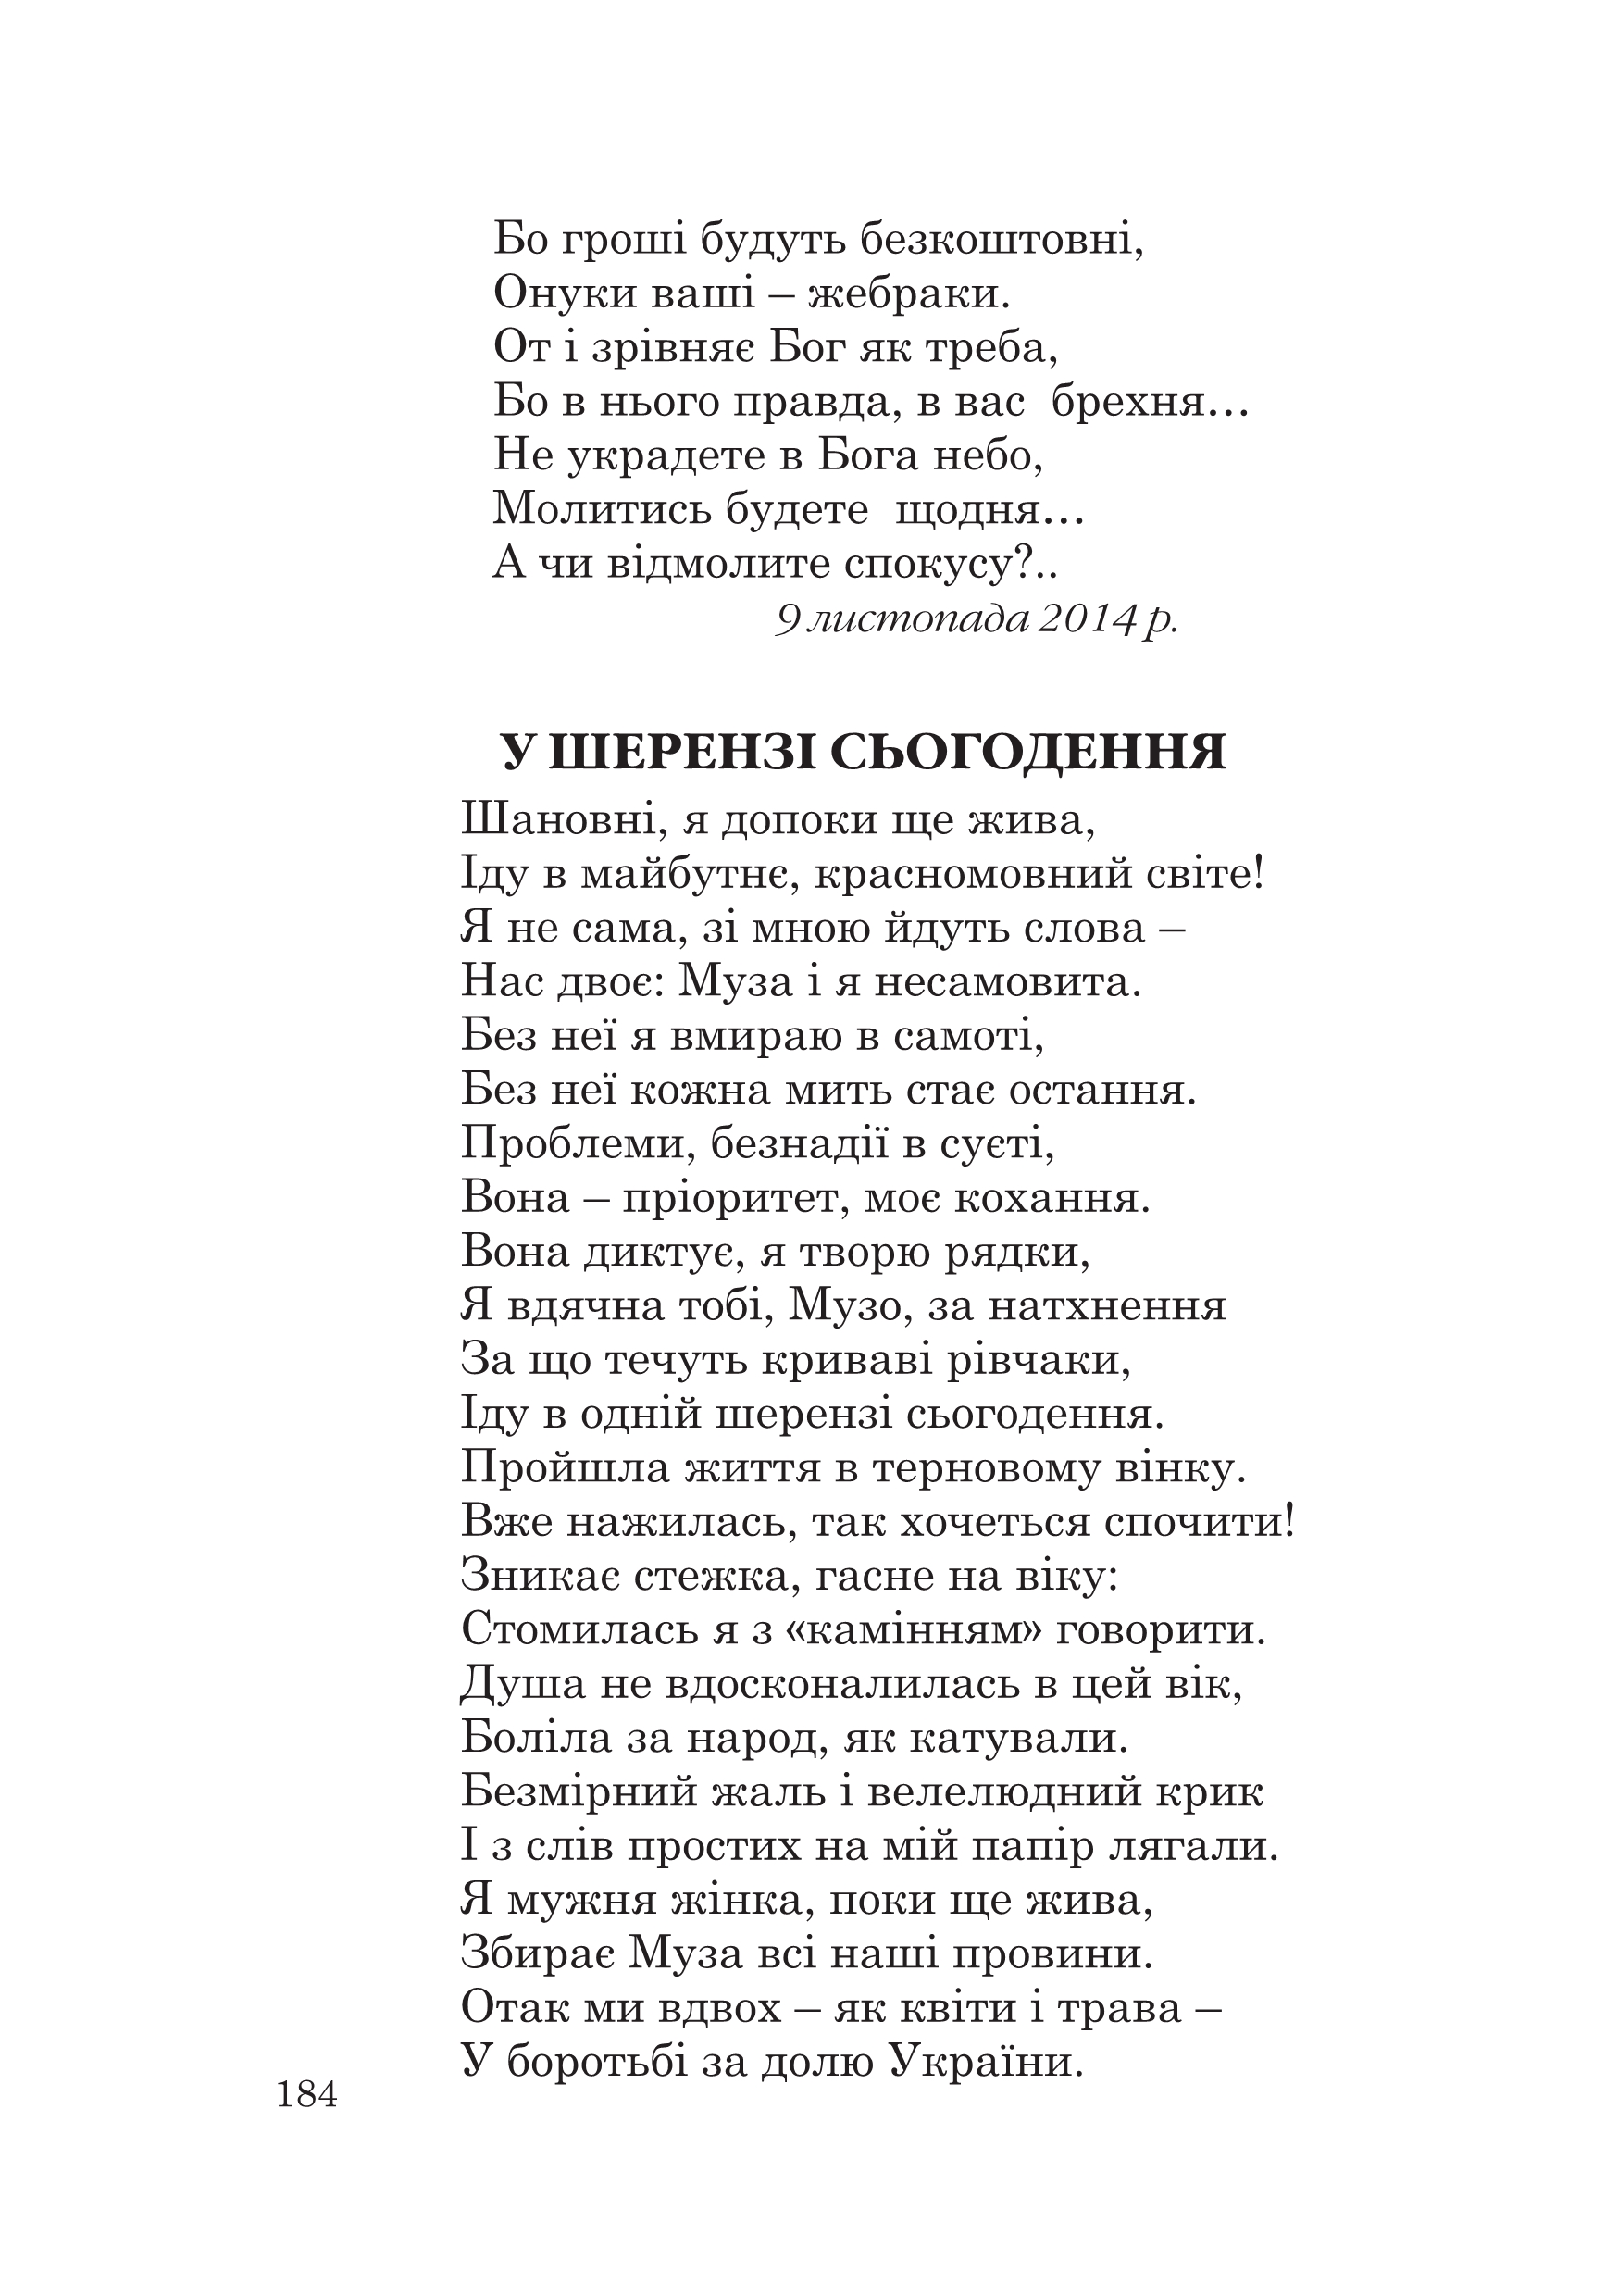 Бо гроші будуть безкоштовні,
Онуки ваші – жебраки.
От і зрівняє Бог як треба,
Бо в нього правда, в вас  брехня...
Не украдете в Бога небо,
Молитись будете  щодня...
А чи відмолите спокусу?..
9 листопада 2014 р.
У ШЕРЕНЗІ СЬОГОДЕННЯ
Шановні, я допоки ще жива,
Іду в майбутнє, красномовний світе!
Я не сама, зі мною йдуть слова –
Нас двоє: Муза і я несамовита.
Без неї я вмираю в самоті,
Без неї кожна мить стає остання.
Проблеми, безнадії в суєті,
Вона – пріоритет, моє кохання.
Вона диктує, я творю рядки,
Я вдячна тобі, Музо, за натхнення
За що течуть криваві рівчаки,
Іду в одній шерензі сьогодення.
Пройшла життя в терновому вінку.
Вже нажилась, так хочеться спочити!
Зникає стежка, гасне на віку:
Стомилась я з «камінням» говорити.
Душа не вдосконалилась в цей вік,
Боліла за народ, як катували.
Безмірний жаль і велелюдний крик
І з слів простих на мій папір лягали.
Я мужня жінка, поки ще жива,
Збирає Муза всі наші провини.
Отак ми вдвох – як квіти і трава –
У боротьбі за долю України.
184